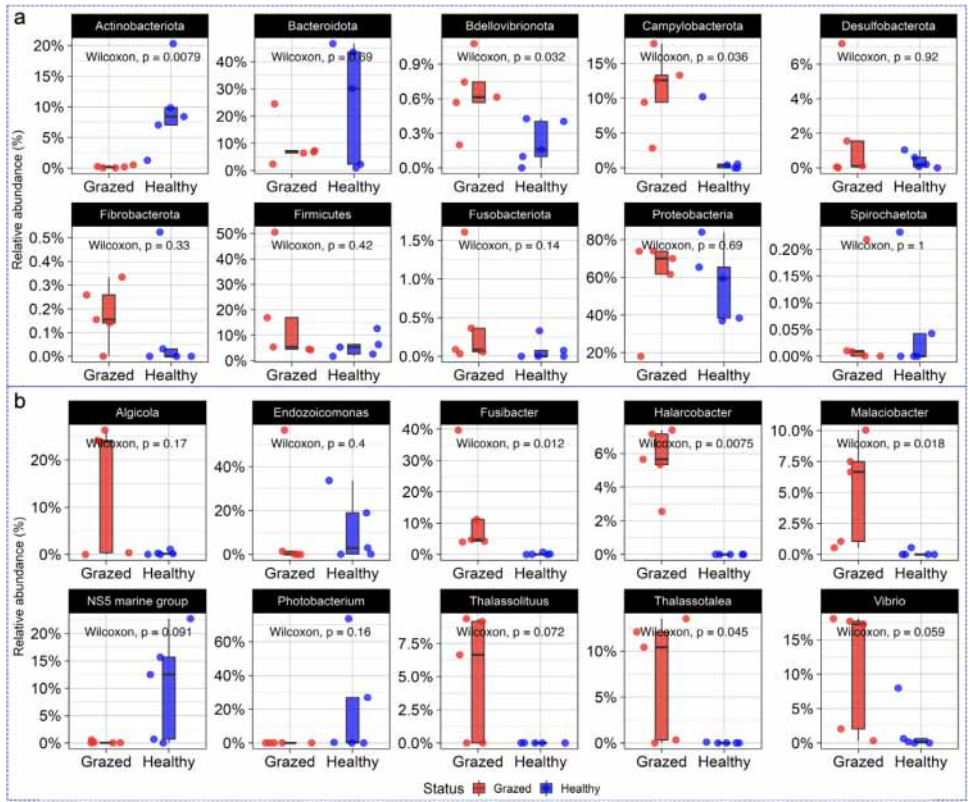 a
Actinobacteriota Bacteroidota Bdellovibrionota Campylobacterota Desulfobacterota
Wilcoxon, p = 0.0079 Wilcoxon, p = 0.69 Wilcoxon, p = 0.032 Wilcoxon, p = 0.036 Wilcoxon, p = 0.92
20% 15% 10% 5% 0%
40% 30% 20% 10% 0%
0.9% 0.6% 0.3% 0.0%
15% 10% 5% 0%
6% 4% 2% 0%
Grazed Healthy Grazed Healthy Grazed Healthy Grazed Healthy Grazed Healthy
Relative abundance (%)
Fibrobacterota Firmicutes Fusobacteriota Proteobacteria Spirochaetota
Wilcoxon, p = 0.33 Wilcoxon, p = 0.42 Wilcoxon, p = 0.14 Wilcoxon, p = 0.69 Wilcoxon, p = 1
0.5% 0.4% 0.3% 0.2% 0.1% 0.0%
50% 40% 30% 20% 10% 0%
1.5% 1.0% 0.5% 0.0%
80% 60% 40% 20%
0.20% 0.15% 0.10% 0.05% 0.00%
Grazed Healthy Grazed Healthy Grazed Healthy Grazed Healthy Grazed Healthy
b
Algicola Endozoicomonas Fusibacter Halarcobacter Malaciobacter
Wilcoxon, p = 0.17 Wilcoxon, p = 0.4 Wilcoxon, p = 0.012 Wilcoxon, p = 0.0075 Wilcoxon, p = 0.018
20% 10% 0%
40% 20% 0%
40% 30% 20% 10% 0%
6% 4% 2% 0%
10.0% 7.5% 5.0% 2.5% 0.0%
Grazed Healthy Grazed Healthy Grazed Healthy Grazed Healthy Grazed Healthy
Relative abundance (%)
NS5 marine group Photobacterium Thalassolituus Thalassotalea Vibrio
Wilcoxon, p = 0.091 Wilcoxon, p = 0.16 Wilcoxon, p = 0.072 Wilcoxon, p = 0.045 Wilcoxon, p = 0.059
20% 15% 10% 5% 0%
60% 40% 20% 0%
7.5% 5.0% 2.5% 0.0%
10% 5% 0%
15% 10% 5% 0%
Grazed Healthy Grazed Healthy Grazed Healthy Grazed Healthy Grazed Healthy
Status Grazed Healthy